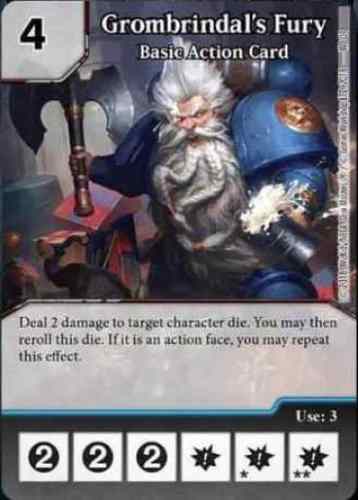 4
Grombrindal's Fury
Basic Action Card
Deal 2 damage to target character die. You may then
reroll this die. If it is an action face, you may repeat
this effect.
Use: 3
2 2 2 ! ! !
* **